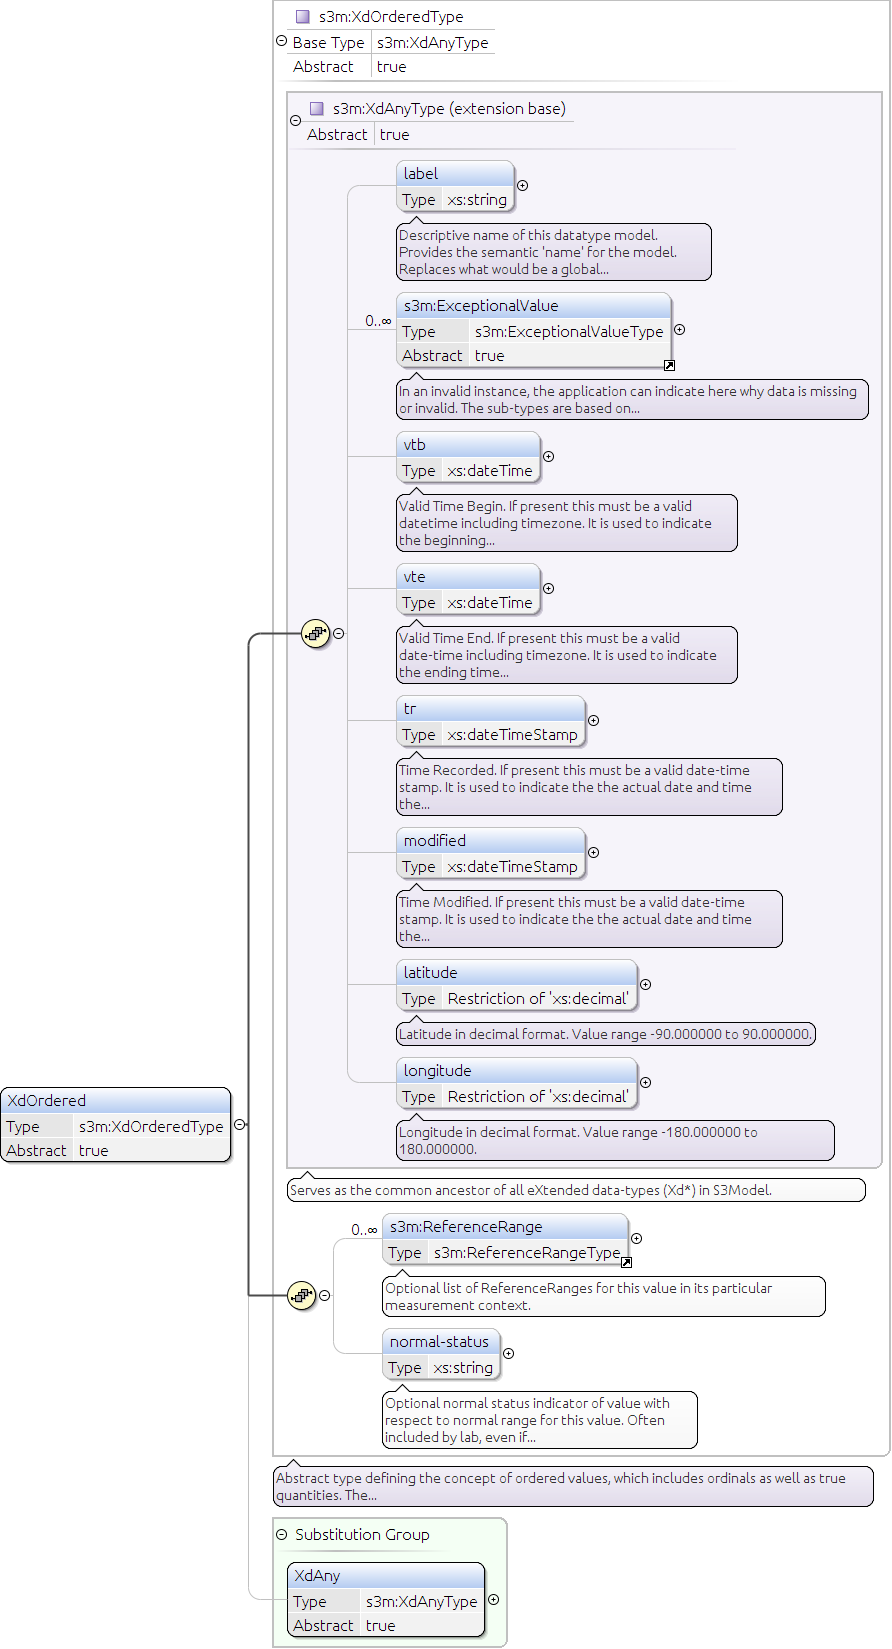 s3m:XdOrderedType
Base Type s3m:XdAnyType
Abstract true
s3m:XdAnyType (extension base)
Abstract true
label
Type xs:string
Descriptive name of this datatype model.
Provides the semantic 'name' for the model.
Replaces what would be a global...
0..∞
s3m:ExceptionalValue
Type s3m:ExceptionalValueType
Abstract true
In an invalid instance, the application can indicate here why data is missing
or invalid. The sub-types are based on...
vtb
Type xs:dateTime
Valid Time Begin. If present this must be a valid
datetime including timezone. It is used to indicate
the beginning...
vte
Type xs:dateTime
Valid Time End. If present this must be a valid
date-time including timezone. It is used to indicate
the ending time...
tr
Type xs:dateTimeStamp
Time Recorded. If present this must be a valid date-time
stamp. It is used to indicate the the actual date and time
the...
modified
Type xs:dateTimeStamp
Time Modified. If present this must be a valid date-time
stamp. It is used to indicate the the actual date and time
the...
latitude
Type Restriction of 'xs:decimal'
Latitude in decimal format. Value range -90.000000 to 90.000000.
longitude
Type Restriction of 'xs:decimal'
Longitude in decimal format. Value range -180.000000 to
180.000000.
XdOrdered
Type s3m:XdOrderedType
Abstract true
Serves as the common ancestor of all eXtended data-types (Xd*) in S3Model.
0..∞
s3m:ReferenceRange
Type s3m:ReferenceRangeType
Optional list of ReferenceRanges for this value in its particular
measurement context.
normal-status
Type xs:string
Optional normal status indicator of value with
respect to normal range for this value. Often
included by lab, even if...
Abstract type defining the concept of ordered values, which includes ordinals as well as true
quantities. The...
Substitution Group
XdAny
Type s3m:XdAnyType
Abstract true